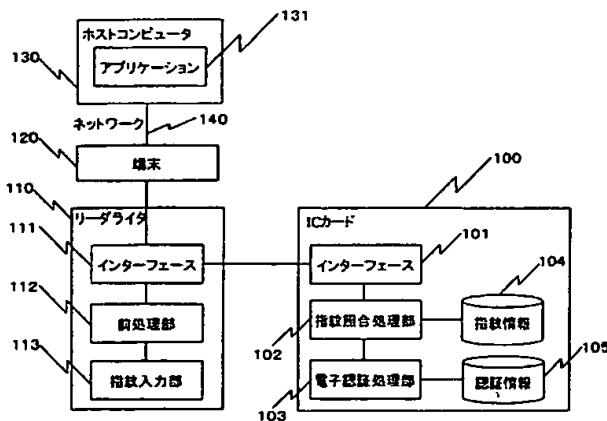 131
ホストコンピュータ
アプリケーション
130
ネットワーク
140
120
端末
100
110
リーダライタ
ICカード
111
101
インターフェース
インターフェース
104
112
前処理部
指紋照合処理部
指紋情報
102
113
指紋入力部
電子認証処理部
認証情報
105
103